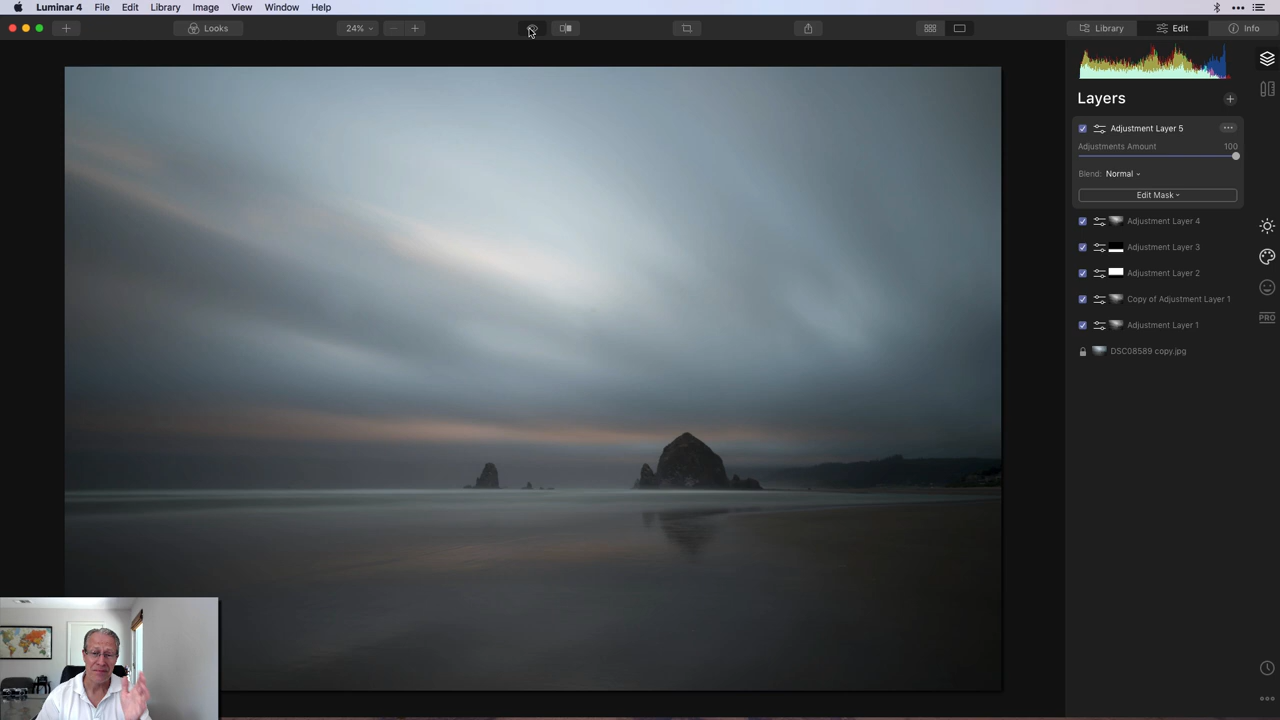 Luminar 4 File Edit Library Image View Window Help
Looks 24% Library Edit Info
Layers
Adjustment Layer 5
Adjustments Amount 100
Blend: Normal
Edit Mask
Adjustment Layer 4
Adjustment Layer 3
Adjustment Layer 2
Copy of Adjustment Layer 1
Adjustment Layer 1
PRO
DSC08589 copy.jpg